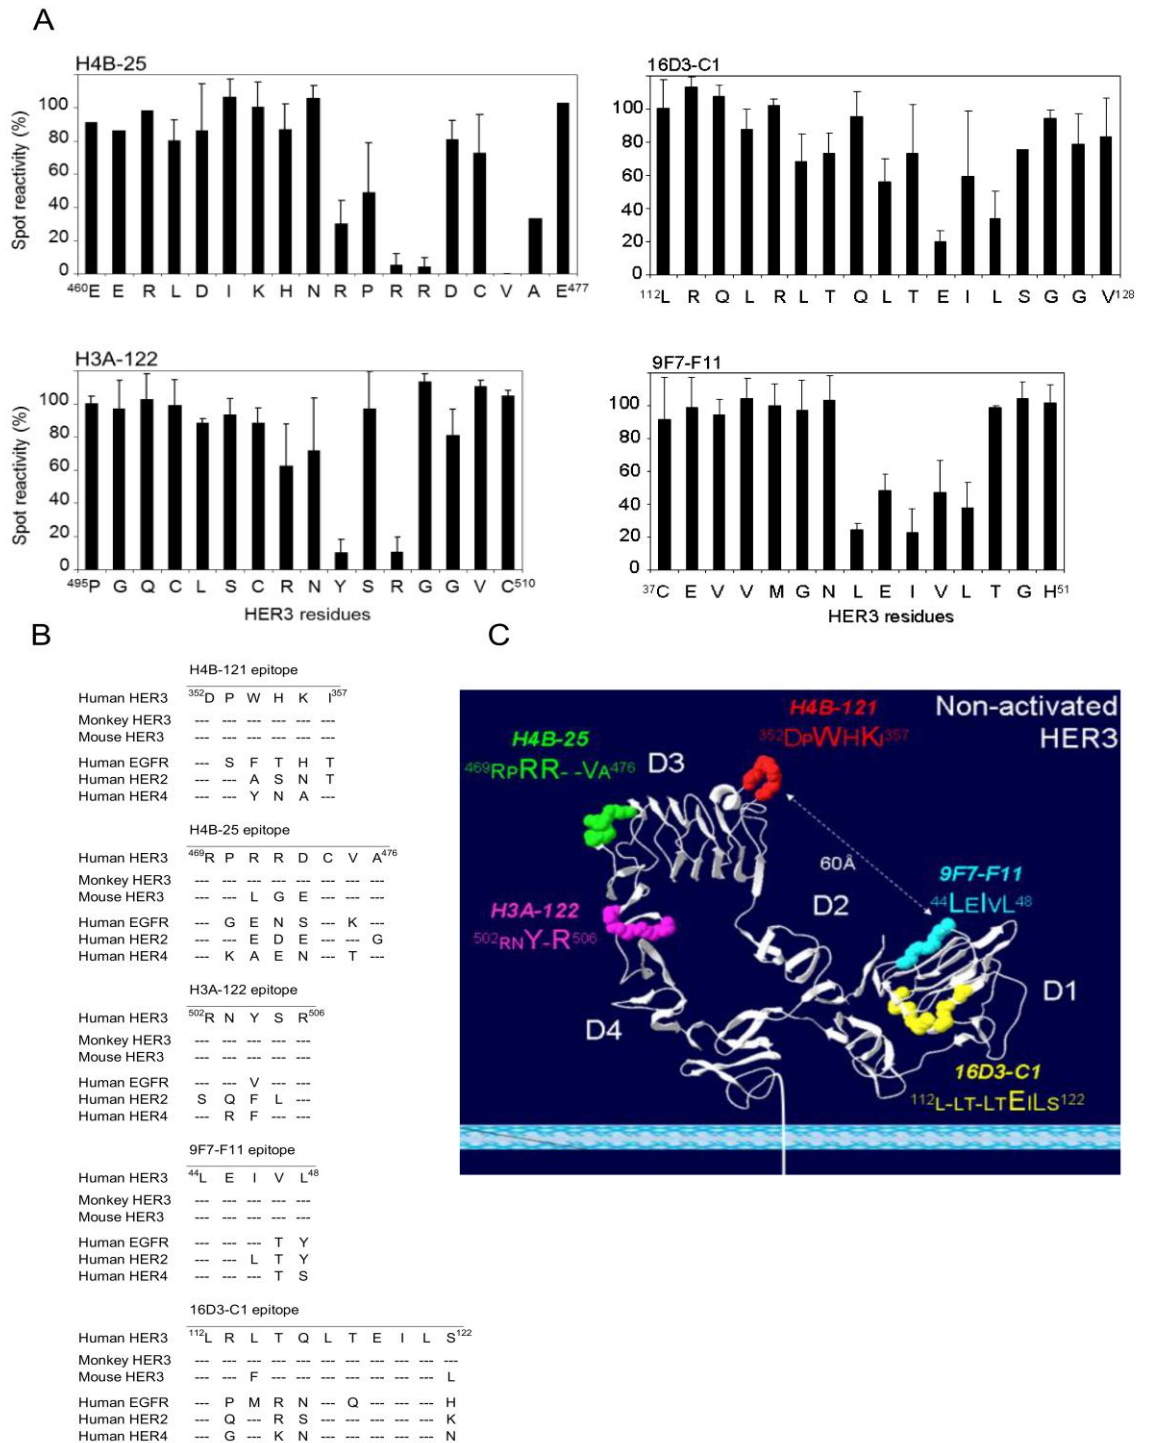 A
H4B-25
Spot reactivity (%)
100
80
60
40
20
0
460E E R L D I K H N R P R R D C V A E477
16D3-C1
100
80
60
40
20
0
112L R Q L R L T Q L T E I L S G G V128
H3A-122
Spot reactivity (%)
100
80
60
40
20
0
495P G Q C L S C R N Y S R G G V C510
HER3 residues
9F7-F11
100
80
60
40
20
0
37C E V V M G N L E I V L T G H51
HER3 residues
B
H4B-121 epitope
Human HER3 352D P W H K I357
Monkey HER3 --- --- --- --- --- ---
Mouse HER3 --- --- --- --- --- ---
Human EGFR --- S F T H T
Human HER2 --- --- A S N T
Human HER4 --- --- Y N A ---
H4B-25 epitope
Human HER3 469R P R R D C V A476
Monkey HER3 --- --- --- --- --- --- --- ---
Mouse HER3 --- --- L G E --- --- ---
Human EGFR --- G E N S --- K ---
Human HER2 --- --- E D E --- --- G
Human HER4 --- K A E N --- T ---
H3A-122 epitope
Human HER3 502R N Y S R506
Monkey HER3 --- --- --- --- ---
Mouse HER3 --- --- --- --- ---
Human EGFR --- --- V --- ---
Human HER2 S Q F L ---
Human HER4 --- R F --- ---
9F7-F11 epitope
Human HER3 44L E I V L48
Monkey HER3 --- --- --- --- ---
Mouse HER3 --- --- --- --- ---
Human EGFR --- --- --- T Y
Human HER2 --- --- L T Y
Human HER4 --- --- --- T S
16D3-C1 epitope
Human HER3 112L R L T Q L T E I L S122
Monkey HER3 --- --- --- --- --- --- --- --- --- --- ---
Mouse HER3 --- --- F --- --- --- --- --- --- --- L
Human EGFR --- P M R N --- Q --- --- --- H
Human HER2 --- Q --- R S --- --- --- --- --- K
Human HER4 --- G --- K N --- --- --- --- --- N
C
Non-activated
HER3
H4B-121
352DPWHKI357
H4B-25
469RPRR--VA476
D3
60Å
9F7-F11
44LEIVL48
H3A-122
502RNY-R506
D2
D1
D4
16D3-C1
112L-LT-LTEILS122